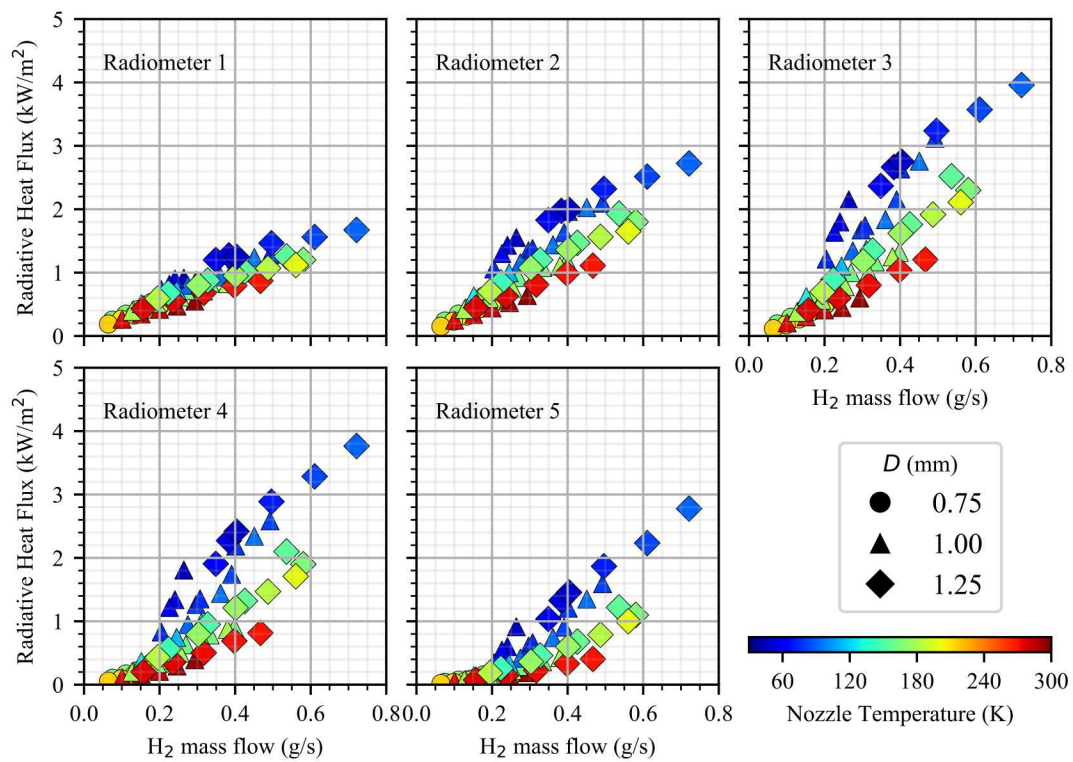 Radiative Heat Flux (kW/m²)
5
4
3
2
1
0
Radiometer 1
Radiometer 2
Radiometer 3
0.0
0.2
0.4
0.6
0.8
H₂ mass flow (g/s)
Radiative Heat Flux (kW/m²)
5
4
3
2
1
0
Radiometer 4
Radiometer 5
0.0
0.2
0.4
0.6
0.8
H₂ mass flow (g/s)
0.0
0.2
0.4
0.6
0.8
H₂ mass flow (g/s)
D (mm)
0.75
1.00
1.25
60
120
180
240
300
Nozzle Temperature (K)